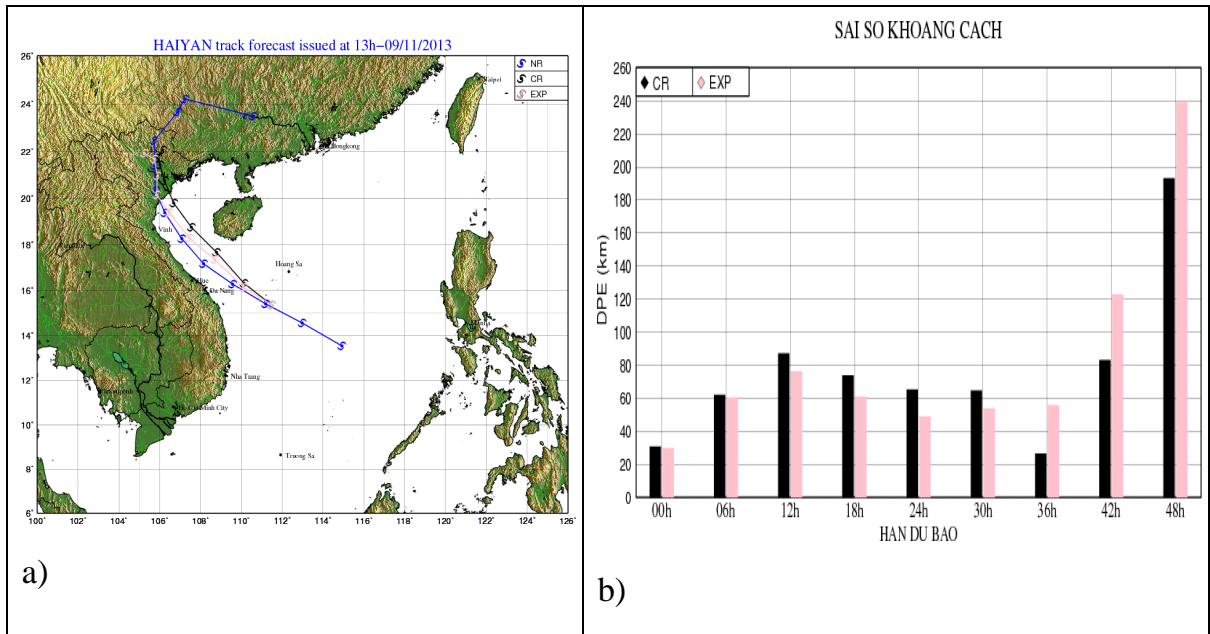 HAIYAN track forecast issued at 13h−09/11/2013
NR
CR
EXP
26˚
24˚
22˚
20˚
18˚
16˚
14˚
12˚
10˚
8˚
6˚
100˚ 102˚ 104˚ 106˚ 108˚ 110˚ 112˚ 114˚ 116˚ 118˚ 120˚ 122˚ 124˚ 126˚
Taipei
Hongkong
Vinh
Hoang Sa
Hue
Da Nang
Nha Trang
Minh City
Truong Sa
a)
SAI SO KHOANG CACH
CR EXP
DPE (km)
260
240
220
200
180
160
140
120
100
80
60
40
20
0
00h 06h 12h 18h 24h 30h 36h 42h 48h
HAN DU BAO
b)